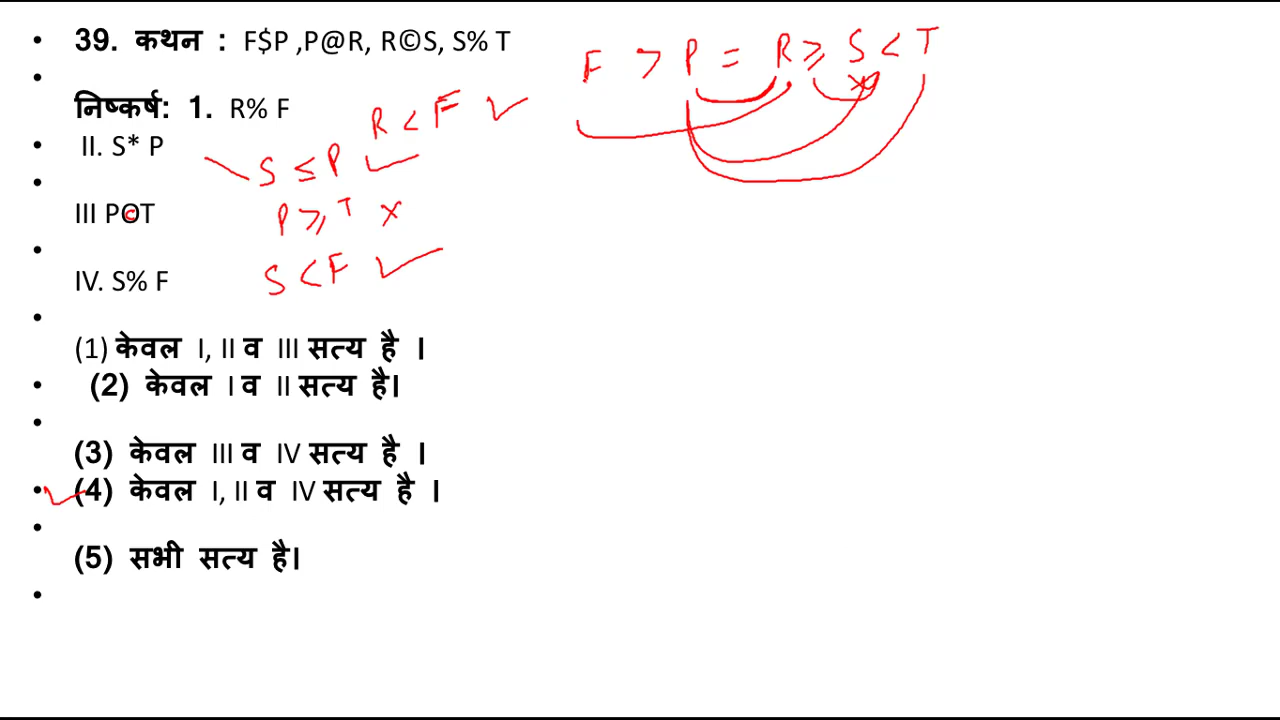 39. कथन : F$P ,P@R, R©S, S% T
F > P = R ≥ S < T
निष्कर्ष: 1. R% F
R < F ✓
II. S* P
S ≤ P ✓
III P©T
P ≥ T ×
IV. S% F
S < F ✓
(1) केवल I, II व III सत्य है ।
(2) केवल I व II सत्य है।
(3) केवल III व IV सत्य है ।
(4) केवल I, II व IV सत्य है ।
(5) सभी सत्य है।